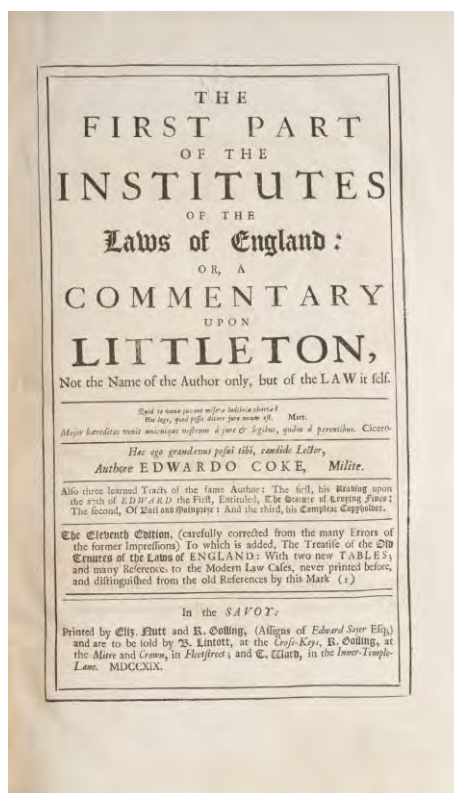 THE
FIRST PART
OF THE
INSTITUTES
OF THE
Laws of England:
OR, A
COMMENTARY
UPON
LITTLETON,
Not the Name of the Author only, but of the LAW it ſelf.
Quid te vana juvant miſeræ ludibria chartæ?
Hoc lege, quod poſſis dicere jure meum eſt. Mart.
Major hæreditas venit unicuique noſtrum à jure & legibus, quàm à parentibus. Cicero.
Hæc ego grandævus poſui tibi, candide Lector,
Authore EDWARDO COKE, Milite.
Alſo three learned Tracts of the ſame Author: The firſt, his Reading upon
the 27th of EDWARD the Firſt, Entituled, The Statute of Levying Fines;
The ſecond, Of Bail and Mainprize: And the third, his Compleat Copyholder.
The Eleventh Edition, (carefully corrected from the many Errors of
the former Impreſſions) To which is added, The Treatiſe of the Old
Tenures of the Laws of ENGLAND: With two new TABLES;
and many References to the Modern Law Caſes, never printed before,
and diſtinguiſhed from the old References by this Mark (‡)
In the SAVOY:
Printed by Eliz. Nutt and R. Goſling, (Aſſigns of Edward Sayer Eſq;)
and are to be ſold by B. Lintott, at the Croſs-Keys, R. Goſling, at
the Mitre and Crown, in Fleetſtreet; and T. Ward, in the Inner-Temple-
Lane. MDCCXIX.